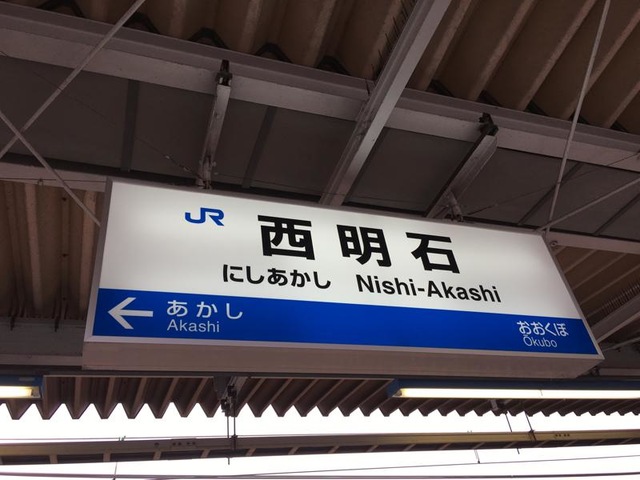 JR 西明石
にしあかし Nishi-Akashi
← あかし
Akashi
おおくぼ
Okubo